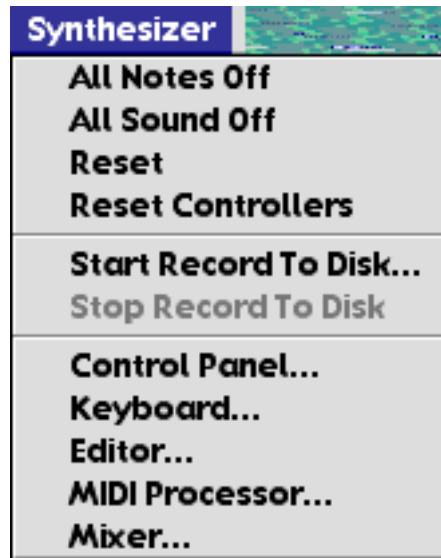 Synthesizer
All Notes Off
All Sound Off
Reset
Reset Controllers
Start Record To Disk...
Stop Record To Disk
Control Panel...
Keyboard...
Editor...
MIDI Processor...
Mixer...